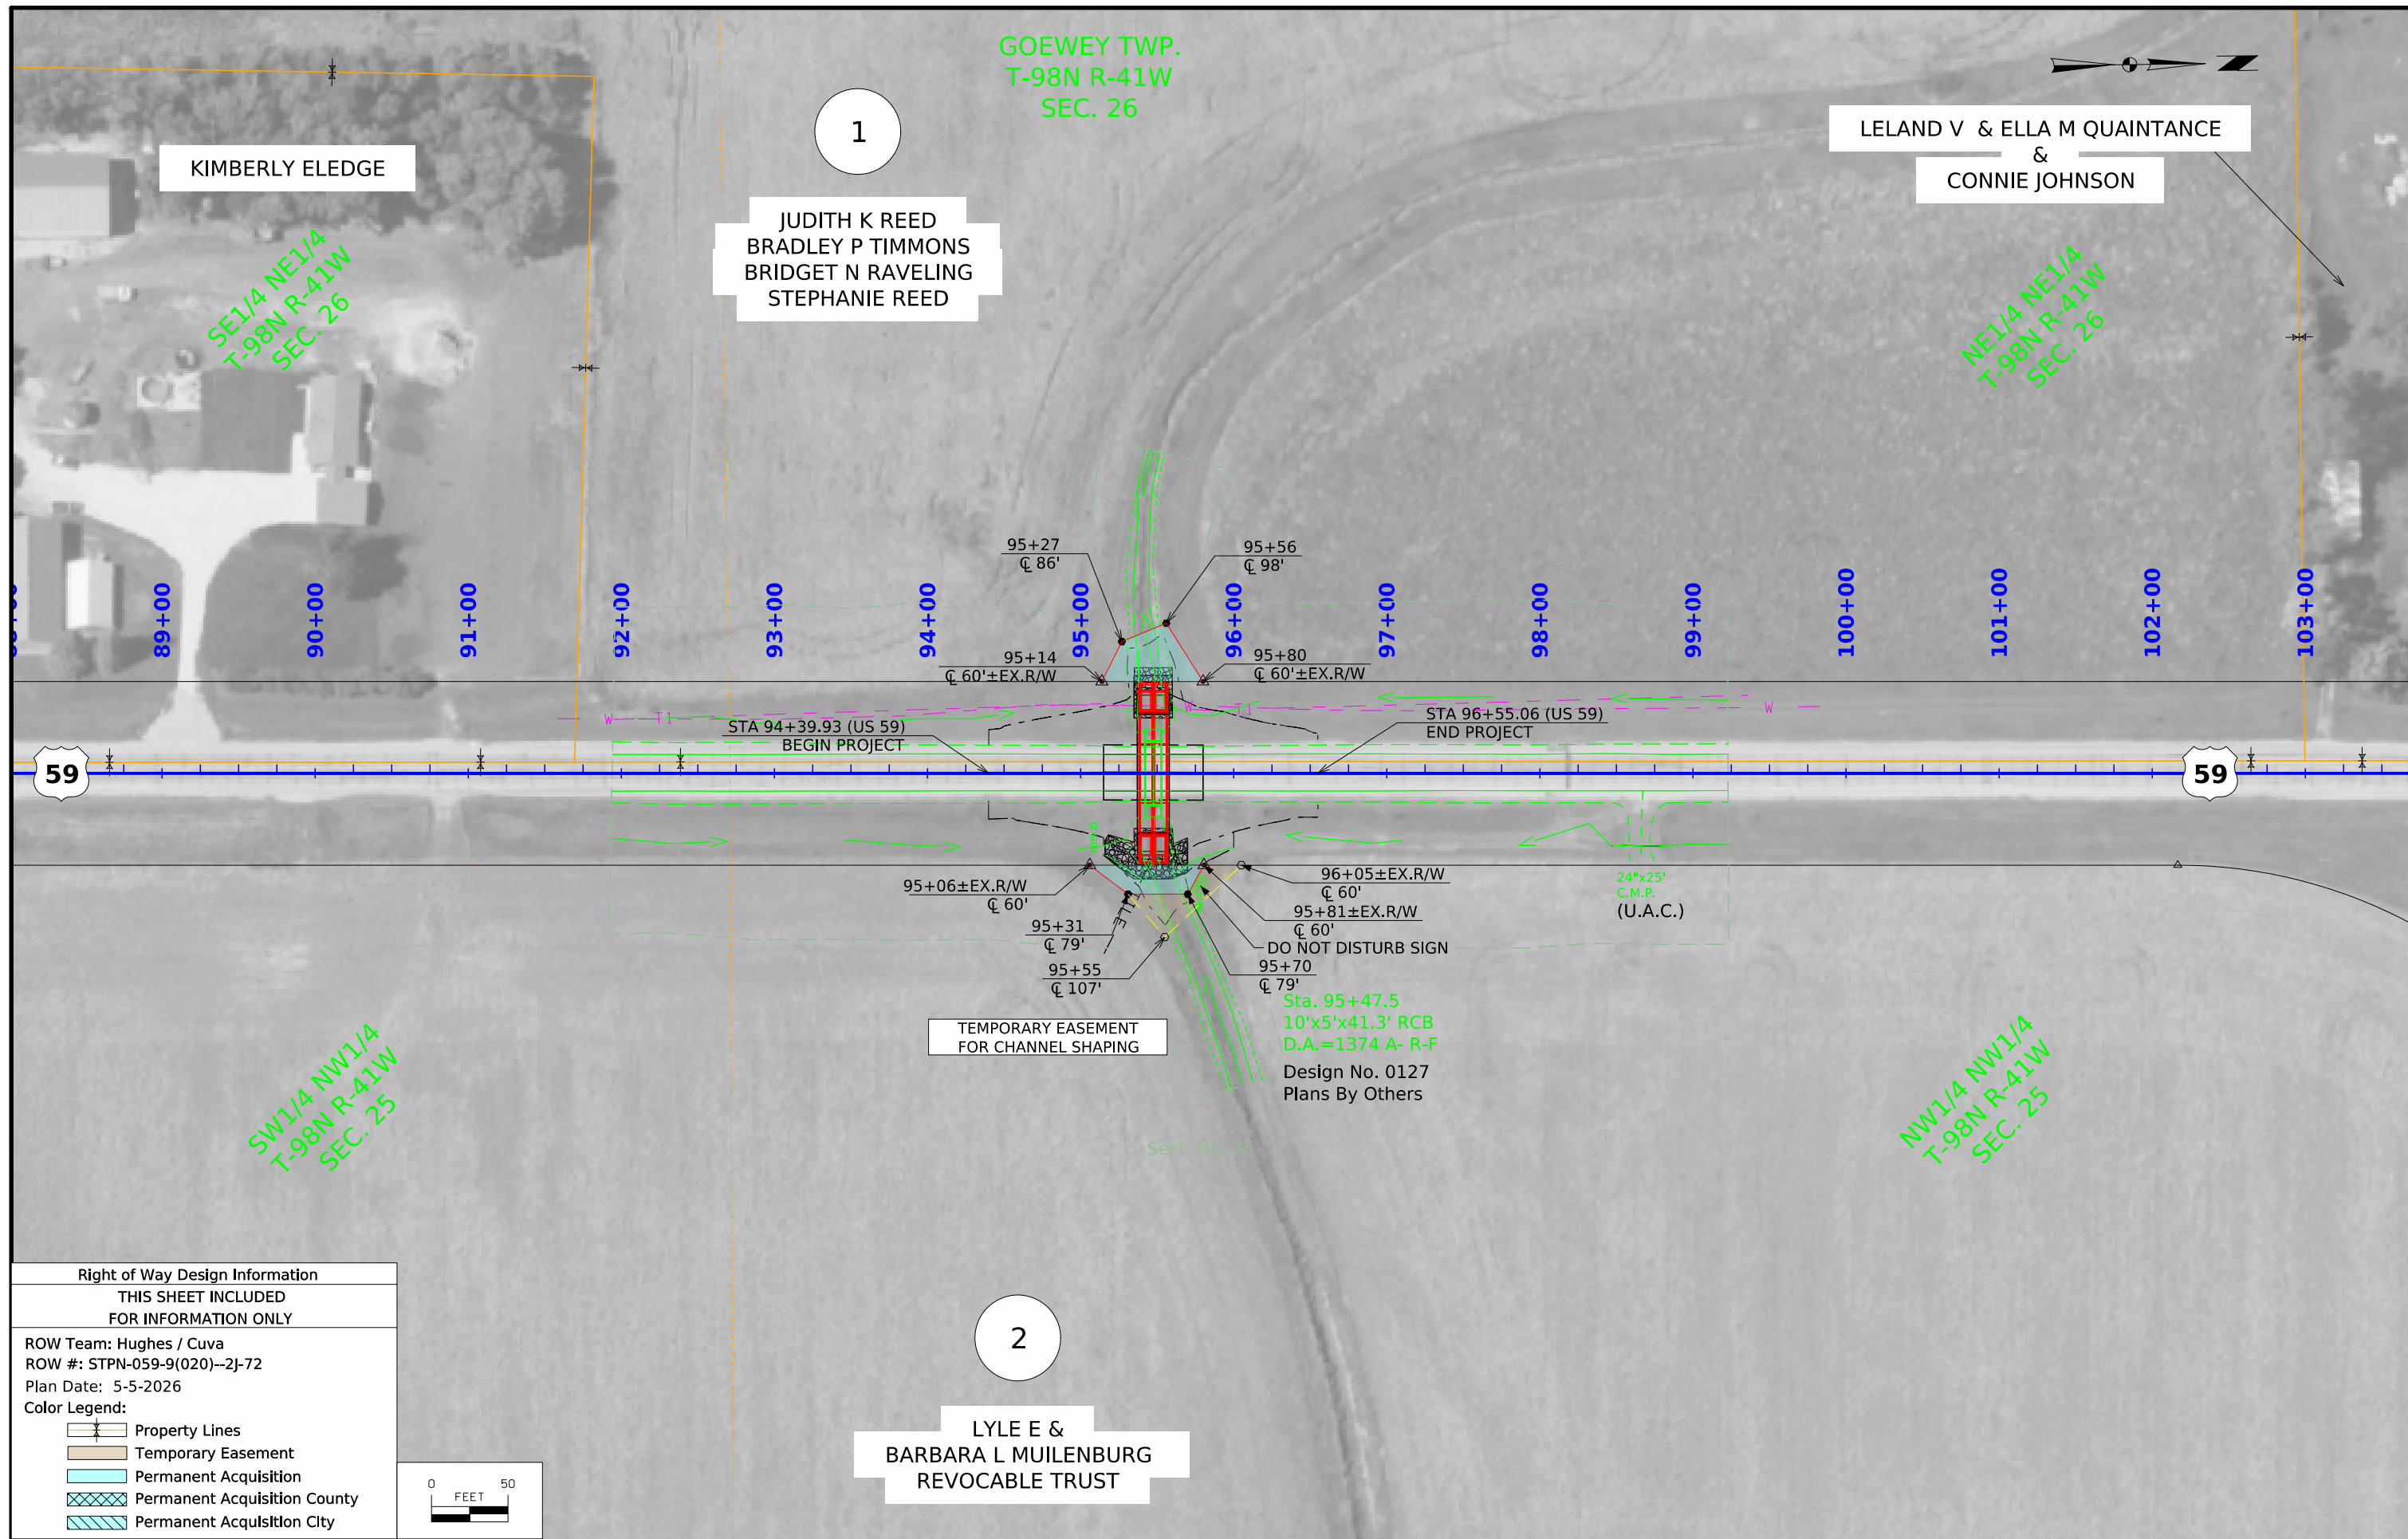 GOEWEY TWP.
T-98N R-41W
SEC. 26
1
KIMBERLY ELEDGE
JUDITH K REED
BRADLEY P TIMMONS
BRIDGET N RAVELING
STEPHANIE REED
LELAND V & ELLA M QUAINTANCE
&
CONNIE JOHNSON
SE1/4 NE1/4
T-98N R-41W
SEC. 26
NE1/4 NE1/4
T-98N R-41W
SEC. 26
95+27
℄ 86'
95+56
℄ 98'
89+00
90+00
91+00
92+00
93+00
94+00
95+00
96+00
97+00
98+00
99+00
100+00
101+00
102+00
103+00
95+14
℄ 60'±EX.R/W
95+80
℄ 60'±EX.R/W
W
T1
W
T1
W
STA 94+39.93 (US 59)
BEGIN PROJECT
STA 96+55.06 (US 59)
END PROJECT
59
59
95+06±EX.R/W
℄ 60'
96+05±EX.R/W
℄ 60'
95+81±EX.R/W
℄ 60'
DO NOT DISTURB SIGN
95+31
℄ 79'
95+55
℄ 107'
95+70
℄ 79'
24"x25'
C.M.P.
(U.A.C.)
TEMPORARY EASEMENT
FOR CHANNEL SHAPING
Sta. 95+47.5
10'x5'x41.3' RCB
D.A.=1374 A- R-F
Design No. 0127
Plans By Others
SW1/4 NW1/4
T-98N R-41W
SEC. 25
NW1/4 NW1/4
T-98N R-41W
SEC. 25
2
LYLE E &
BARBARA L MUILENBURG
REVOCABLE TRUST
Right of Way Design Information
THIS SHEET INCLUDED
FOR INFORMATION ONLY
ROW Team: Hughes / Cuva
ROW #: STPN-059-9(020)--2J-72
Plan Date: 5-5-2026
Color Legend:
Property Lines
Temporary Easement
Permanent Acquisition
Permanent Acquisition County
Permanent Acquisition City
0 50
FEET